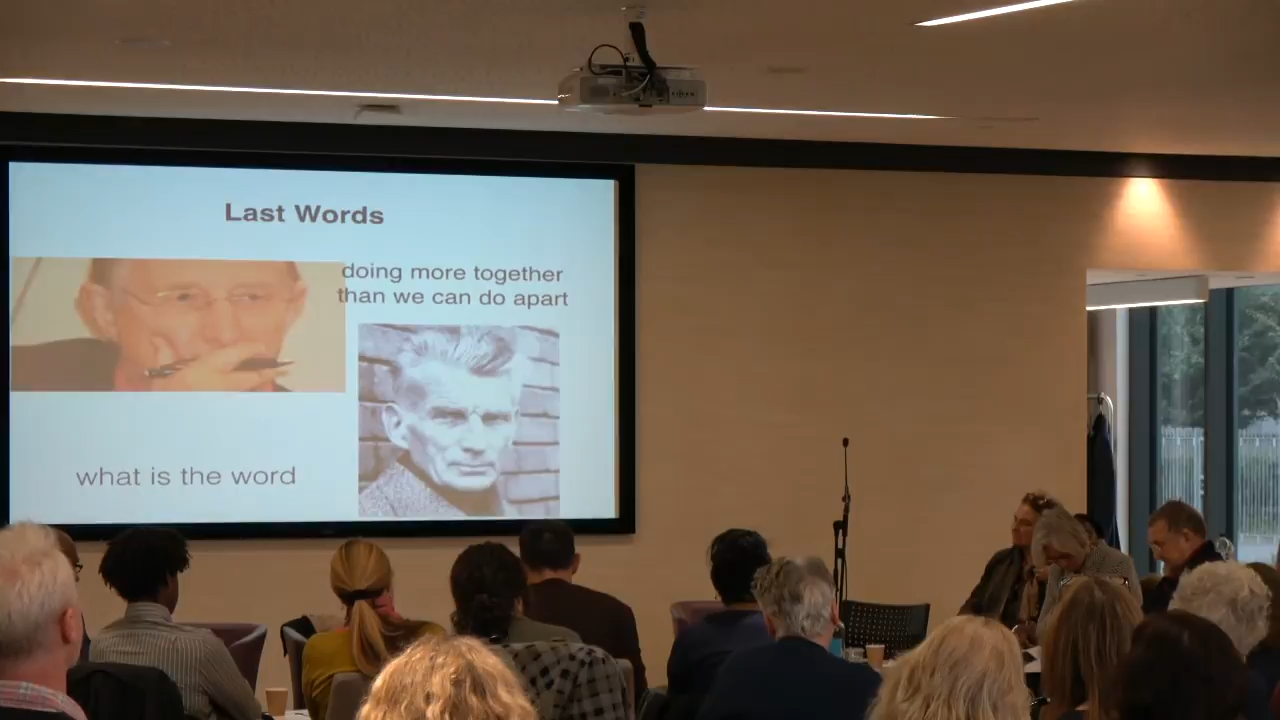 Last Words
doing more together
than we can do apart
what is the word